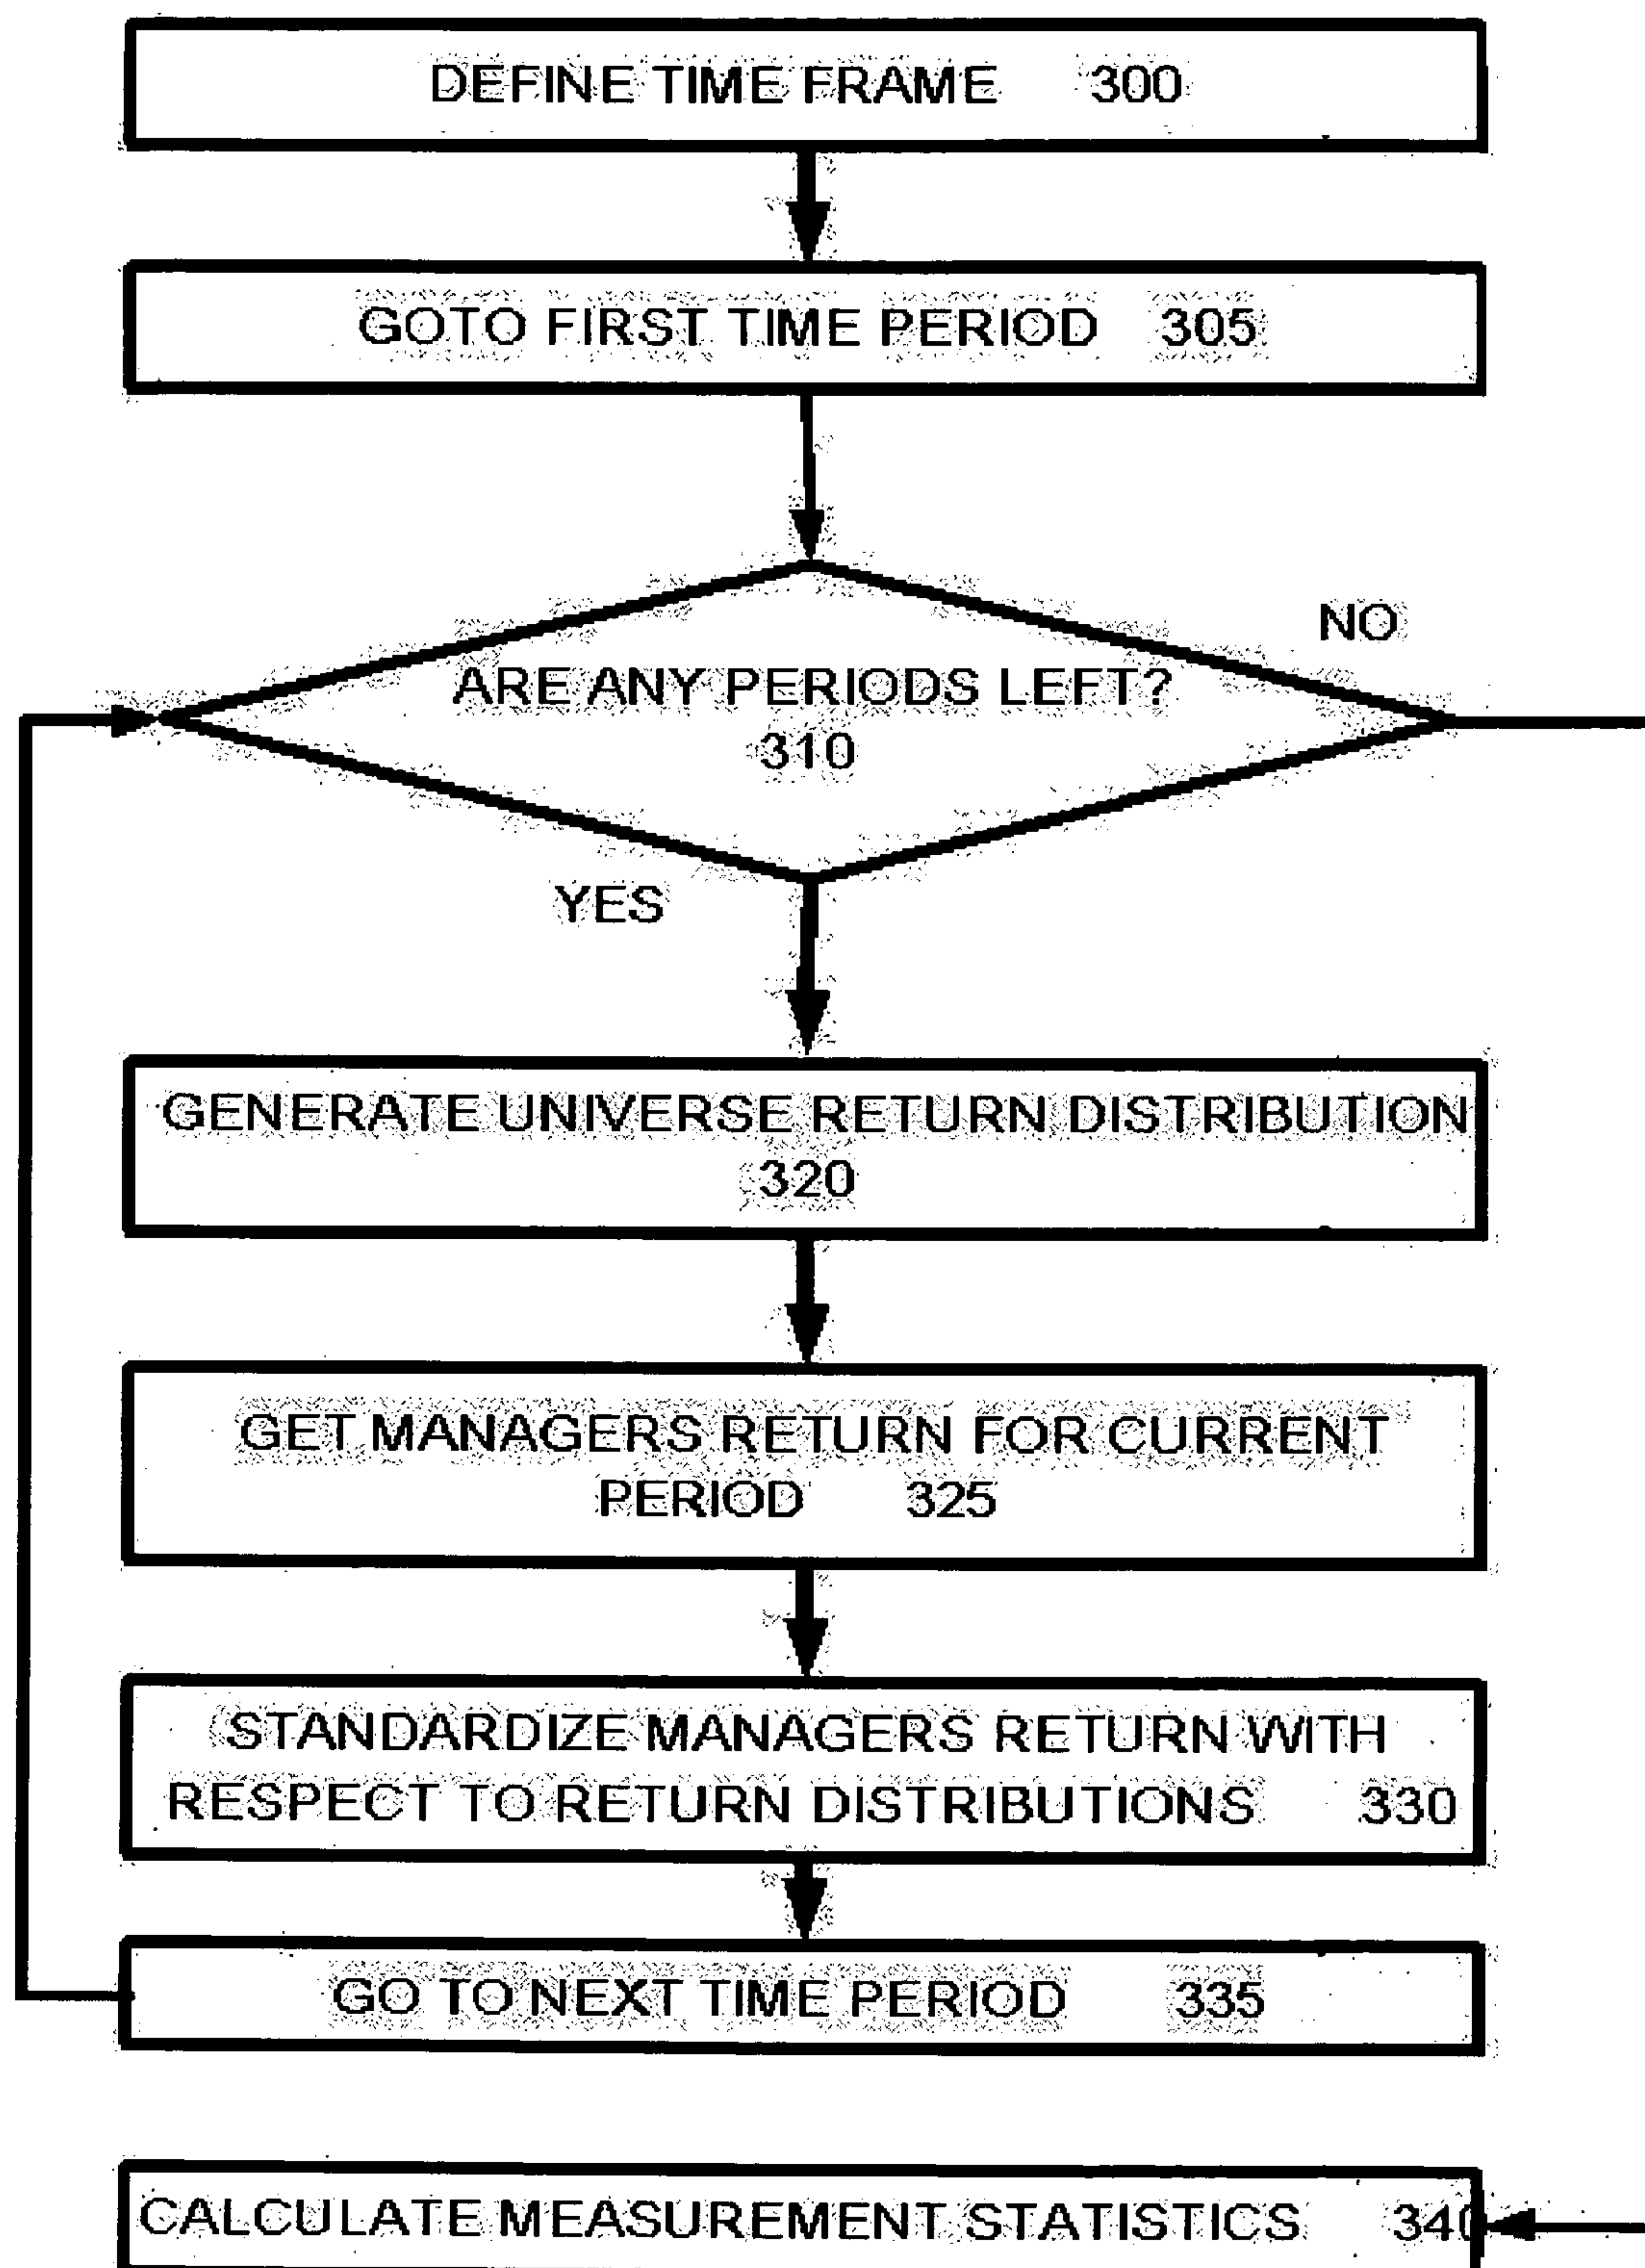 DEFINE TIME FRAME 300
GOTO FIRST TIME PERIOD 305
NO
ARE ANY PERIODS LEFT?
310
YES
GENERATE UNIVERSE RETURN DISTRIBUTION
320
GET MANAGERS RETURN FOR CURRENT
PERIOD 325
STANDARDIZE MANAGERS RETURN WITH
RESPECT TO RETURN DISTRIBUTIONS 330
GO TO NEXT TIME PERIOD 335
CALCULATE MEASUREMENT STATISTICS 340